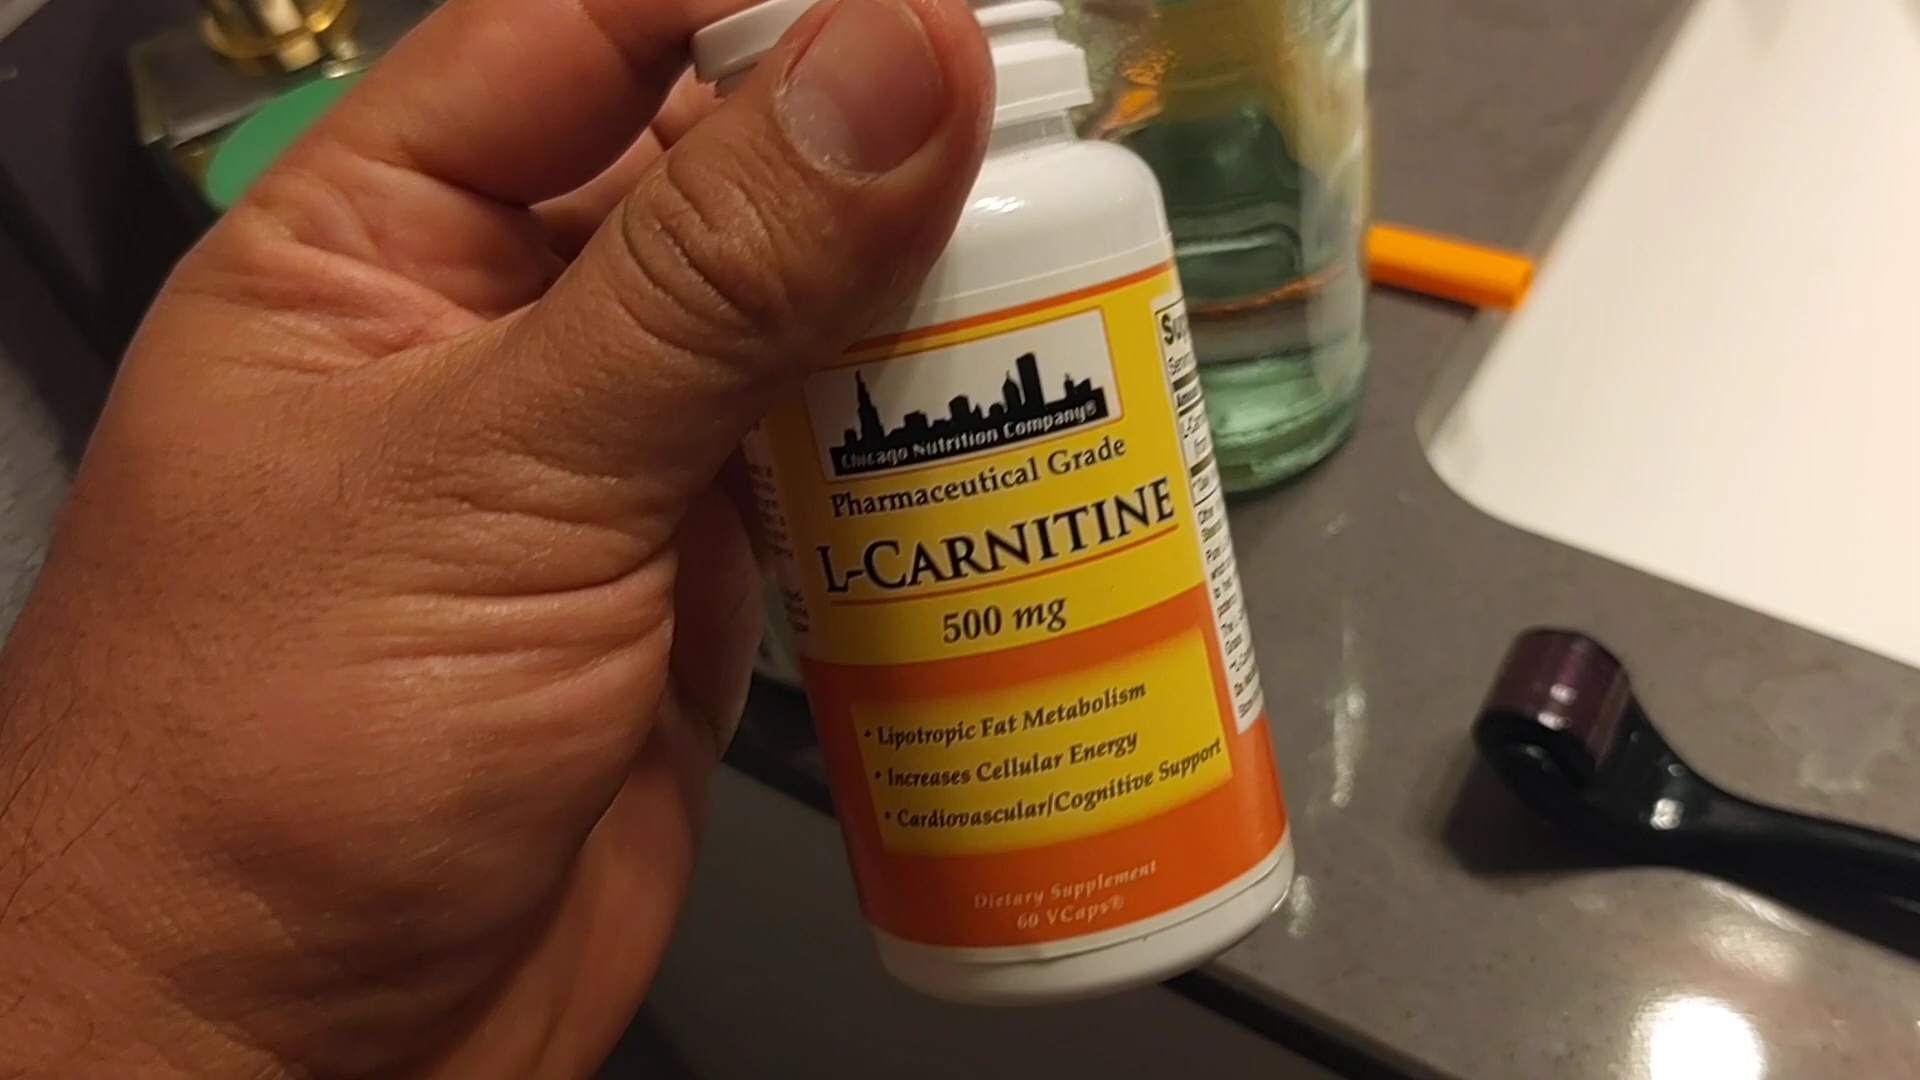 Chicago Nutrition Company®
Pharmaceutical Grade
L-CARNITINE
500 mg
• Lipotropic Fat Metabolism
• Increases Cellular Energy
• Cardiovascular/Cognitive Support
Dietary Supplement
60 VCaps®